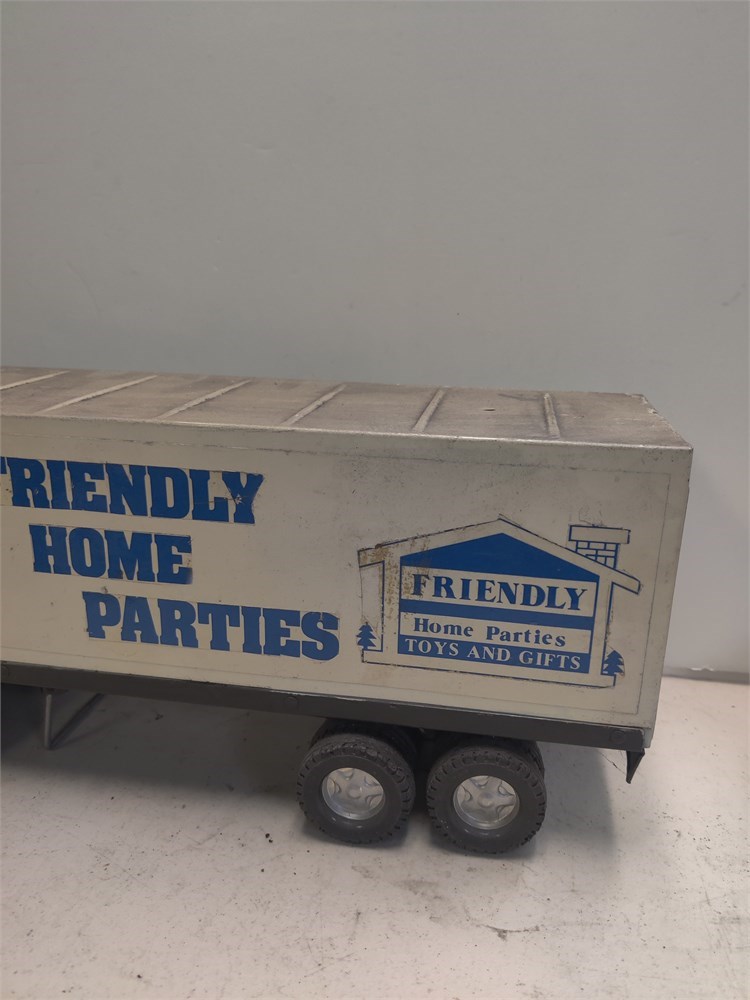 FRIENDLY
HOME
PARTIES
FRIENDLY
Home Parties
TOYS AND GIFTS